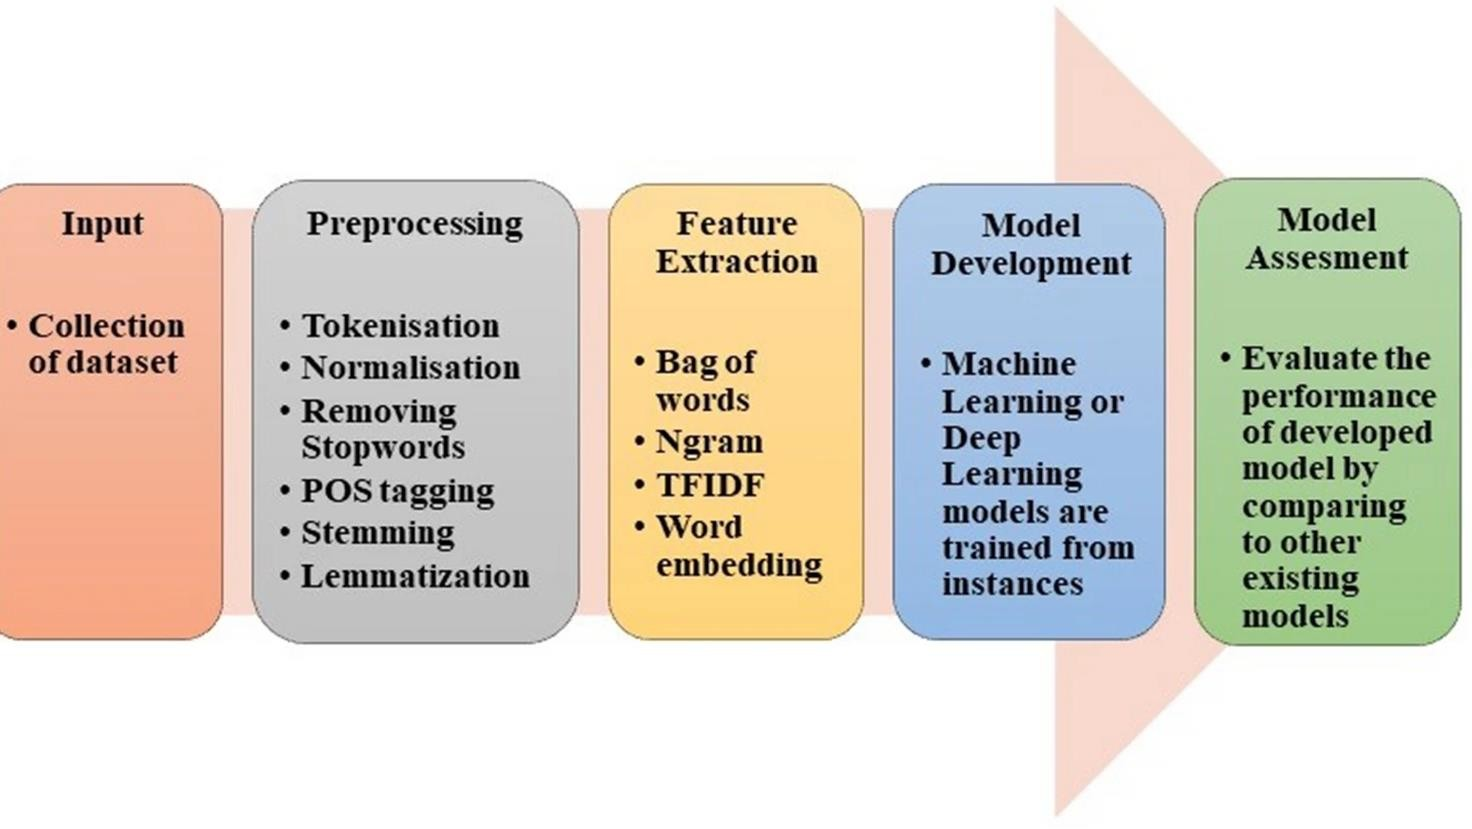 Input
• Collection
of dataset
Preprocessing
• Tokenisation
• Normalisation
• Removing
Stopwords
• POS tagging
• Stemming
• Lemmatization
Feature
Extraction
• Bag of
words
• Ngram
• TFIDF
• Word
embedding
Model
Development
• Machine
Learning or
Deep
Learning
models are
trained from
instances
Model
Assesment
• Evaluate the
performance
of developed
model by
comparing
to other
existing
models